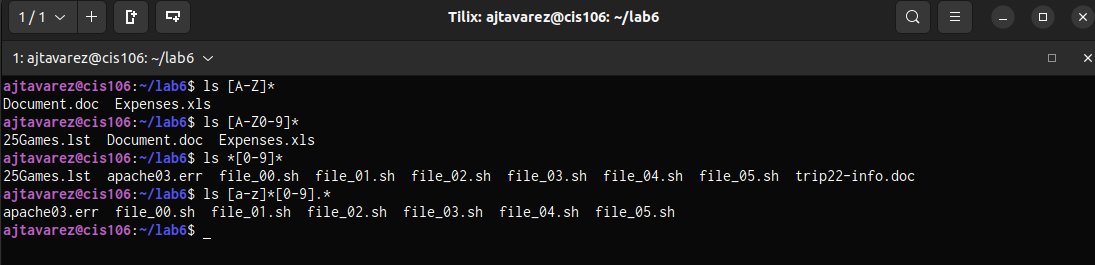 1 / 1
Tilix: ajtavarez@cis106: ~/lab6
1: ajtavarez@cis106: ~/lab6
ajtavarez@cis106:~/lab6$ ls [A-Z]*
Document.doc  Expenses.xls
ajtavarez@cis106:~/lab6$ ls [A-Z0-9]*
25Games.lst  Document.doc  Expenses.xls
ajtavarez@cis106:~/lab6$ ls *[0-9]*
25Games.lst  apache03.err  file_00.sh  file_01.sh  file_02.sh  file_03.sh  file_04.sh  file_05.sh  trip22-info.doc
ajtavarez@cis106:~/lab6$ ls [a-z]*[0-9].*
apache03.err  file_00.sh  file_01.sh  file_02.sh  file_03.sh  file_04.sh  file_05.sh
ajtavarez@cis106:~/lab6$